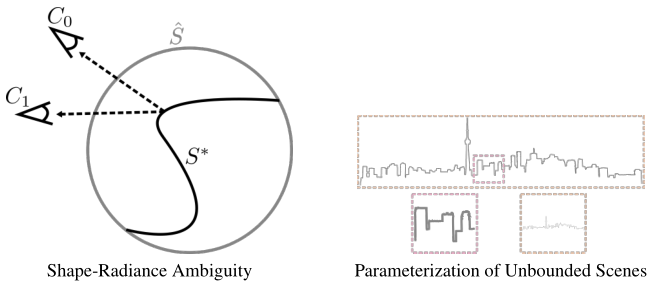 C₀
Ŝ
C₁
S*
Shape-Radiance Ambiguity
Parameterization of Unbounded Scenes